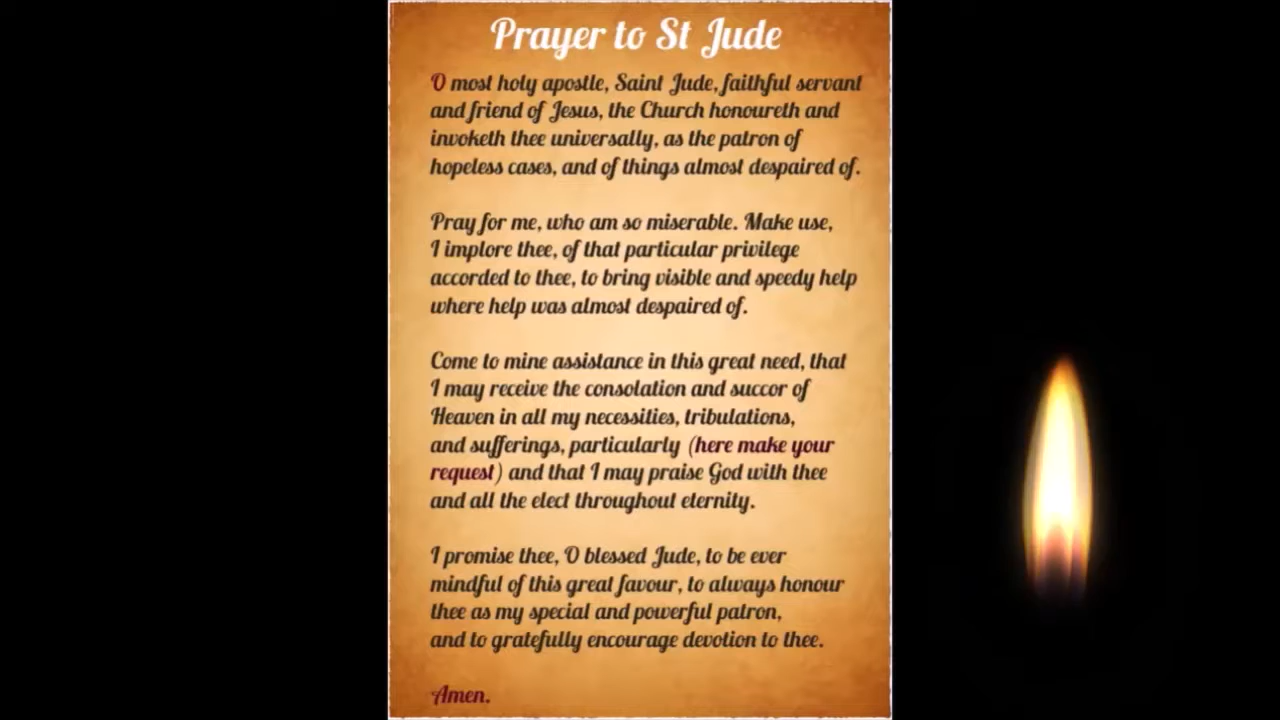 Prayer to St Jude
O most holy apostle, Saint Jude, faithful servant
and friend of Jesus, the Church honoureth and
invoketh thee universally, as the patron of
hopeless cases, and of things almost despaired of.
Pray for me, who am so miserable. Make use,
I implore thee, of that particular privilege
accorded to thee, to bring visible and speedy help
where help was almost despaired of.
Come to mine assistance in this great need, that
I may receive the consolation and succor of
Heaven in all my necessities, tribulations,
and sufferings, particularly (here make your
request) and that I may praise God with thee
and all the elect throughout eternity.
I promise thee, O blessed Jude, to be ever
mindful of this great favour, to always honour
thee as my special and powerful patron,
and to gratefully encourage devotion to thee.
Amen.